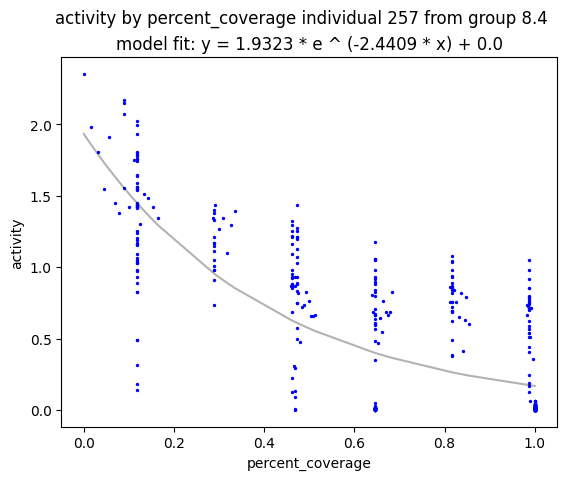 activity by percent_coverage individual 257 from group 8.4
model fit: y = 1.9323 * e ^ (-2.4409 * x) + 0.0
2.0
1.5
1.0
0.5
0.0
activity
0.0 0.2 0.4 0.6 0.8 1.0
percent_coverage